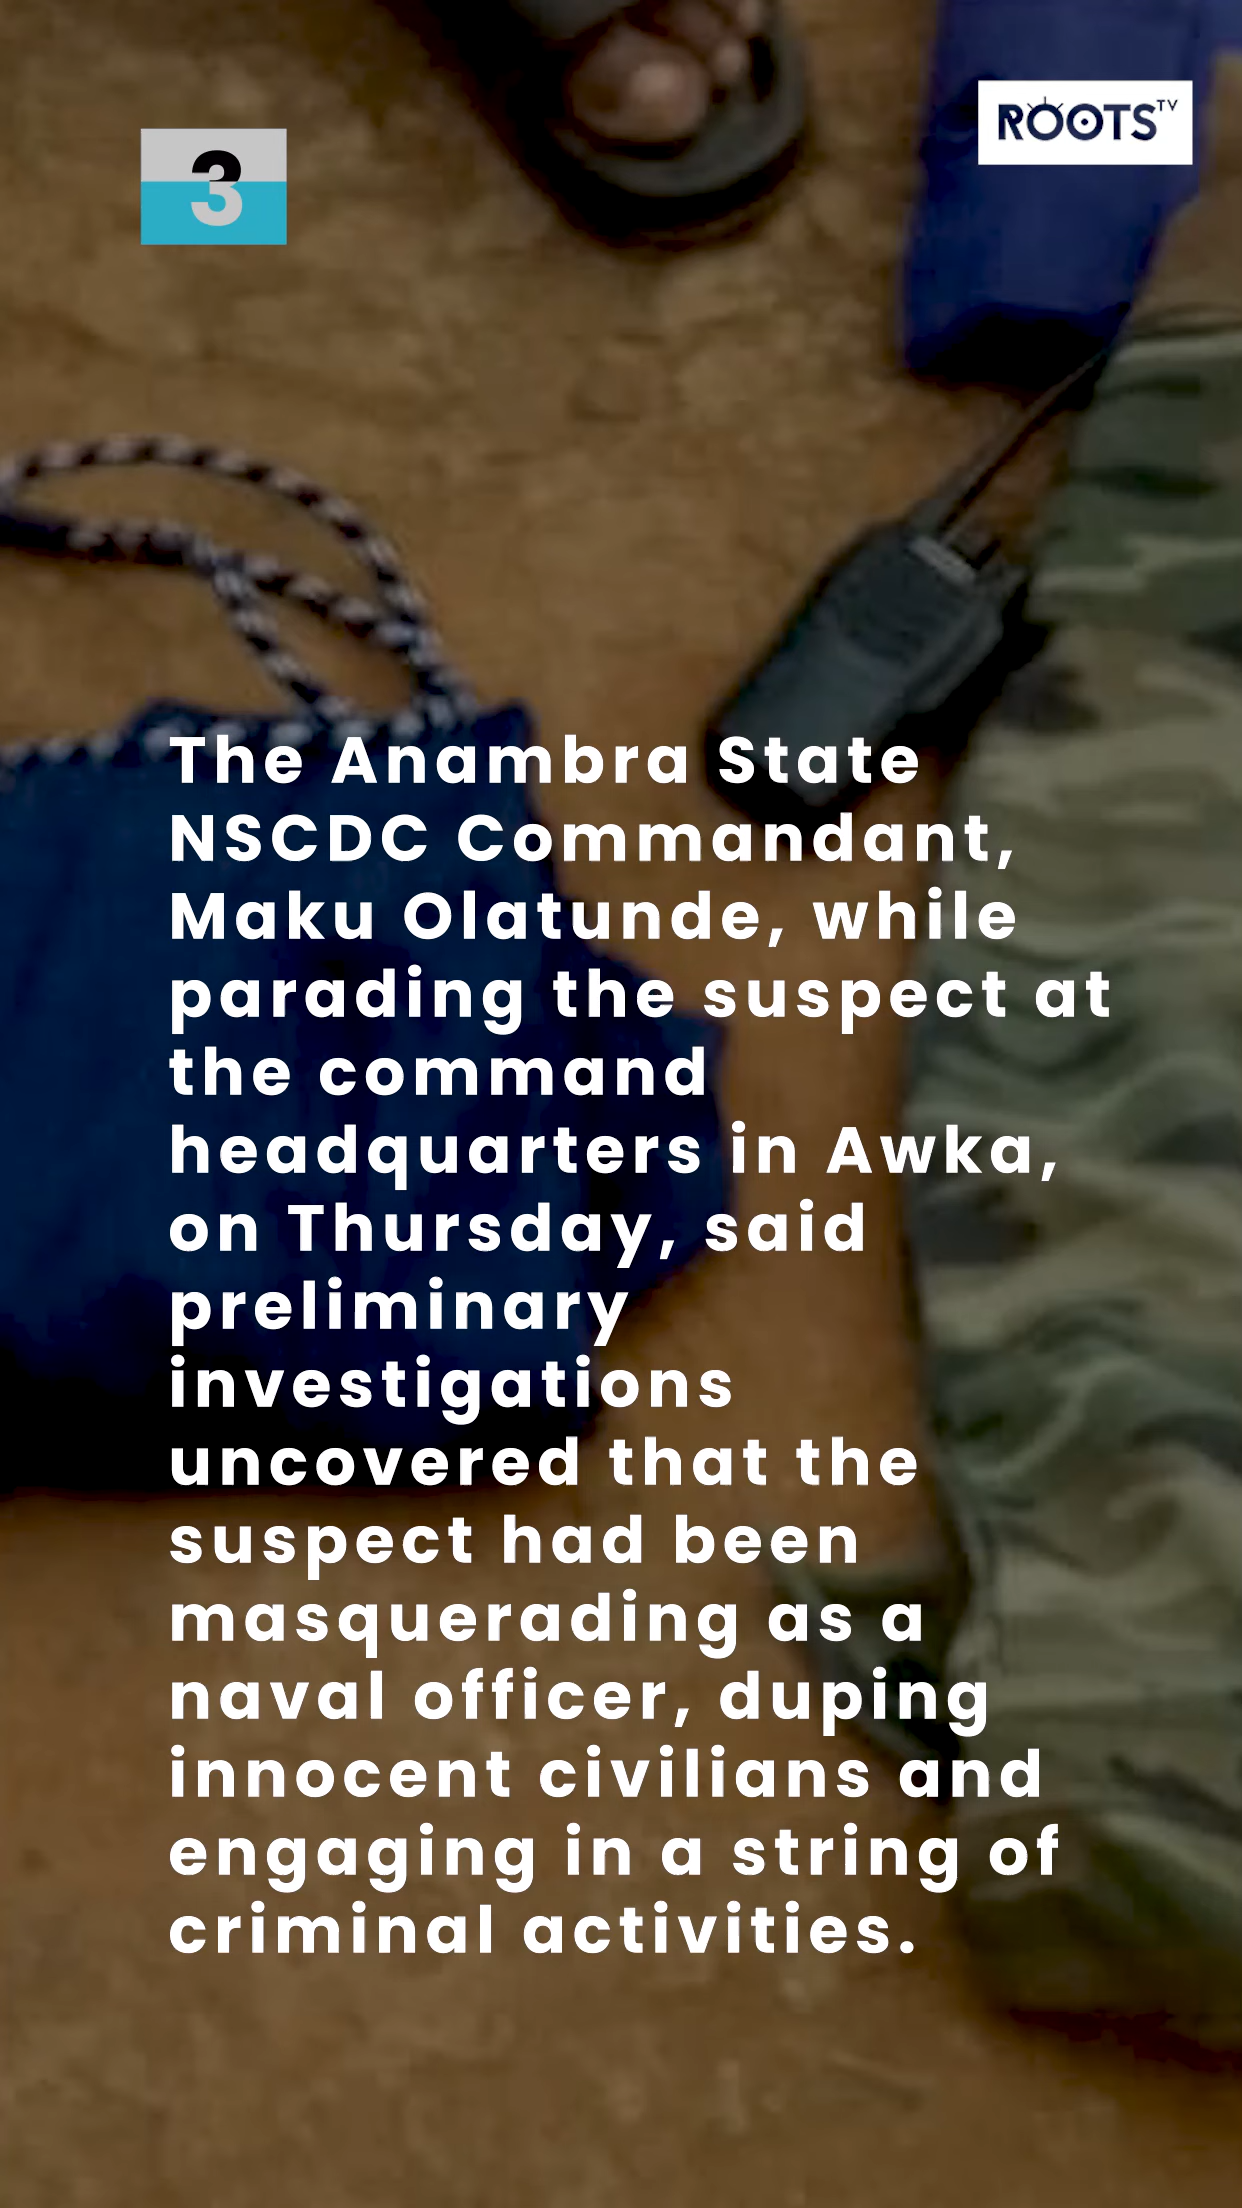 ROOTS TV
3
The Anambra State
NSCDC Commandant,
Maku Olatunde, while
parading the suspect at
the command
headquarters in Awka,
on Thursday, said
preliminary
investigations
uncovered that the
suspect had been
masquerading as a
naval officer, duping
innocent civilians and
engaging in a string of
criminal activities.